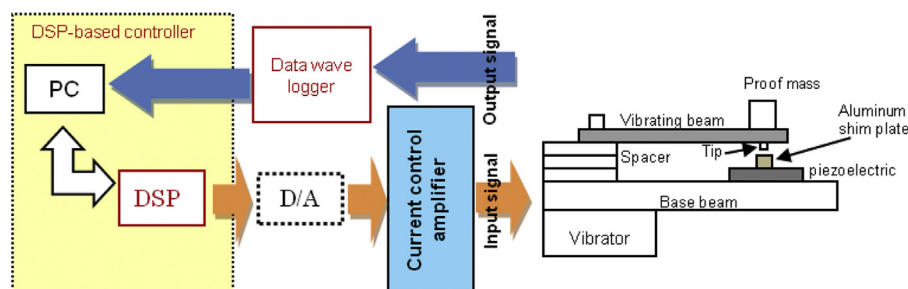 DSP-based controller
PC
DSP
Data wave
logger
D/A
Current control
amplifier
Output signal
Input signal
Proof mass
Vibrating beam
Aluminum
shim plate
Tip
Spacer
piezoelectric
Base beam
Vibrator